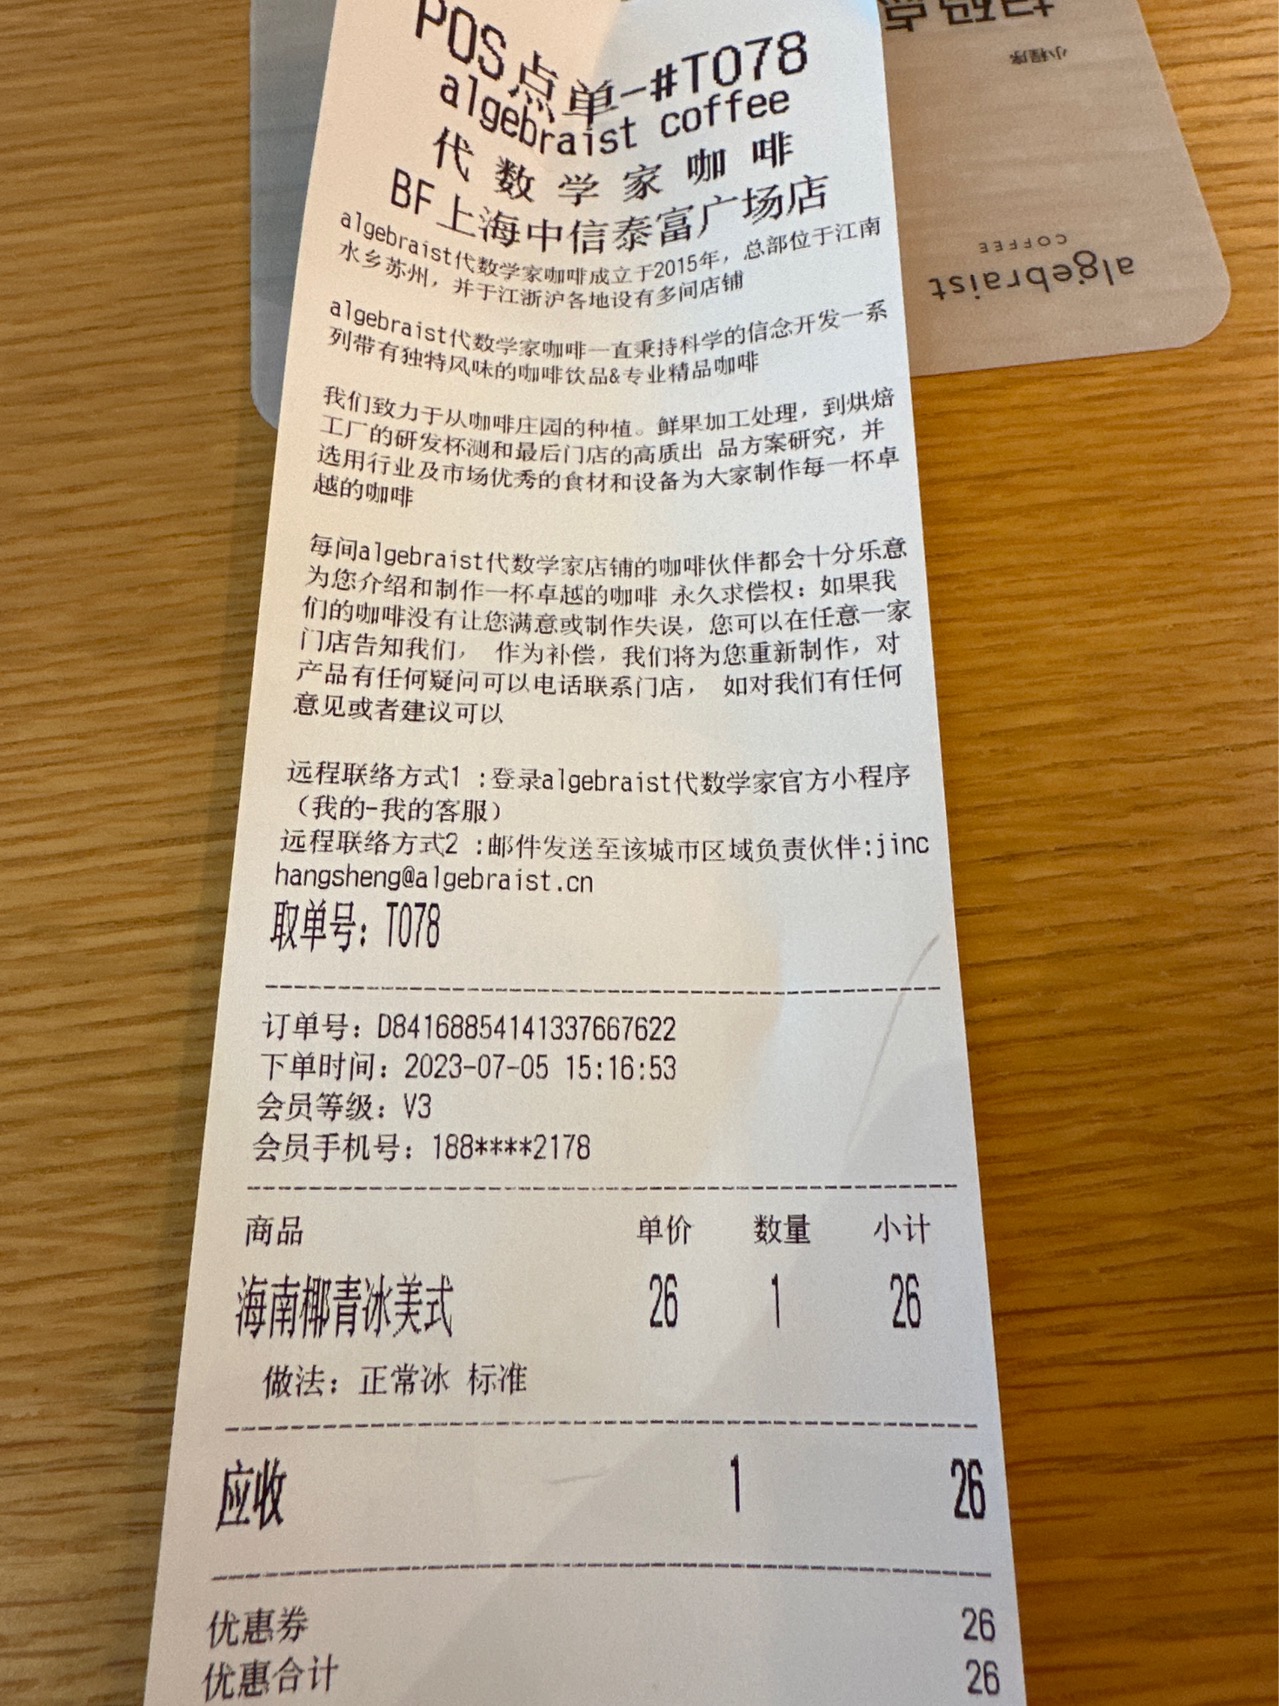 POS点单-#T078
algebraist coffee
代数学家咖啡
BF上海中信泰富广场店
algebraist代数学家咖啡成立于2015年，总部位于江南
水乡苏州，并于江浙沪各地设有多间店铺
algebraist代数学家咖啡一直秉持科学的信念开发一系
列带有独特风味的咖啡饮品&专业精品咖啡
我们致力于从咖啡庄园的种植。鲜果加工处理，到烘焙
工厂的研发杯测和最后门店的高质出 品方案研究，并
选用行业及市场优秀的食材和设备为大家制作每一杯卓
越的咖啡
每间algebraist代数学家店铺的咖啡伙伴都会十分乐意
为您介绍和制作一杯卓越的咖啡 永久求偿权：如果我
们的咖啡没有让您满意或制作失误，您可以在任意一家
门店告知我们， 作为补偿，我们将为您重新制作，对
产品有任何疑问可以电话联系门店， 如对我们有任何
意见或者建议可以
远程联络方式1 :登录algebraist代数学家官方小程序
（我的-我的客服）
远程联络方式2 :邮件发送至该城市区域负责伙伴:jinc
hangsheng@algebraist.cn
取单号：T078
订单号：D84168854141337667622
下单时间：2023-07-05 15:16:53
会员等级：V3
会员手机号：188****2178
商品 单价 数量 小计
海南椰青冰美式 26 1 26
做法：正常冰 标准
应收 1 26
优惠券 26
优惠合计 26
扫码点
小程序
algebraist
COFFEE